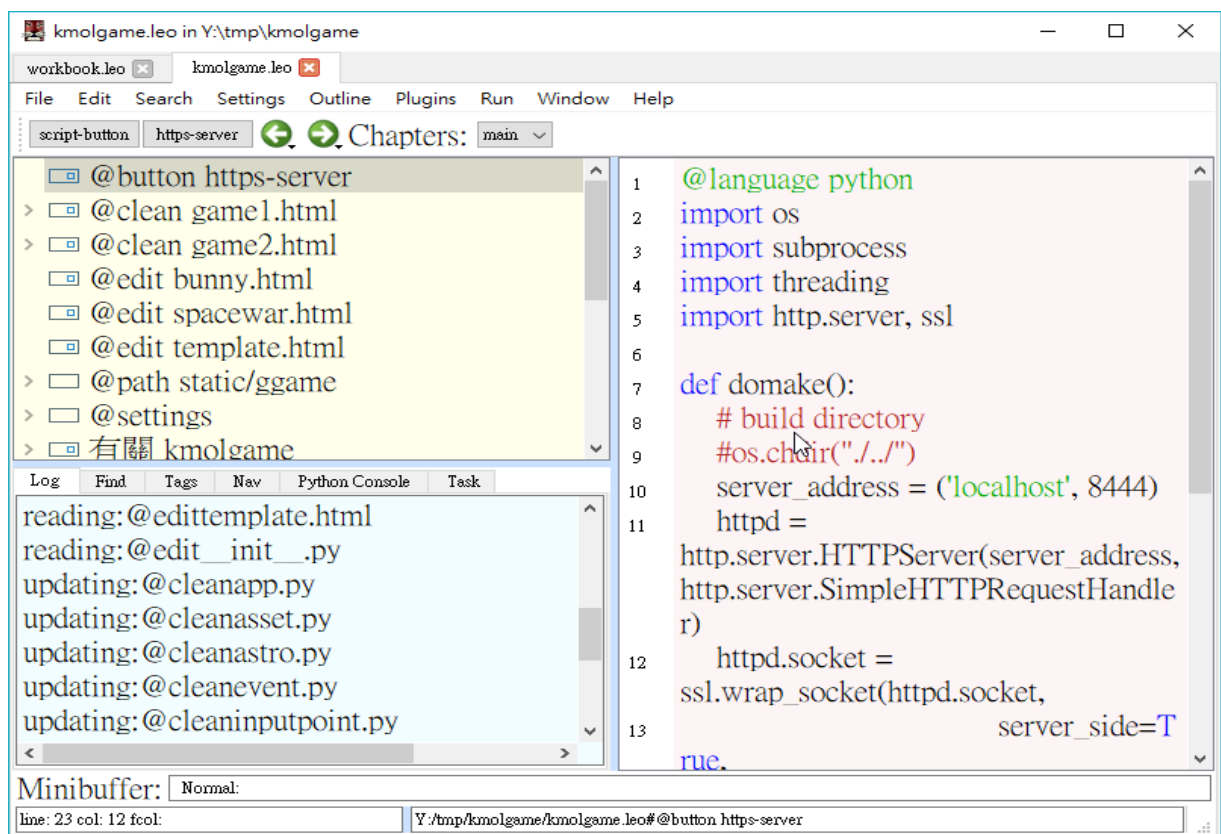 kmolgame.leo in Y:\tmp\kmolgame
workbook.leo
kmolgame.leo
File Edit Search Settings Outline Plugins Run Window Help
script-button https-server Chapters: main
@button https-server
@clean game1.html
@clean game2.html
@edit bunny.html
@edit spacewar.html
@edit template.html
@path static/ggame
@settings
有關 kmolgame
Log Find Tags Nav Python Console Task
reading:@edittemplate.html
reading:@edit__init__.py
updating:@cleanapp.py
updating:@cleanasset.py
updating:@cleanastro.py
updating:@cleanevent.py
updating:@cleaninputpoint.py
1 @language python
2 import os
3 import subprocess
4 import threading
5 import http.server, ssl
6
7 def domake():
8 # build directory
9 #os.chdir("./../")
10 server_address = ('localhost', 8444)
11 httpd =
http.server.HTTPServer(server_address,
http.server.SimpleHTTPRequestHandle
r)
12 httpd.socket =
ssl.wrap_socket(httpd.socket,
13 server_side=T
rue,
Minibuffer: Normal:
line: 23 col: 12 fcol:
Y:/tmp/kmolgame/kmolgame.leo#@button https-server